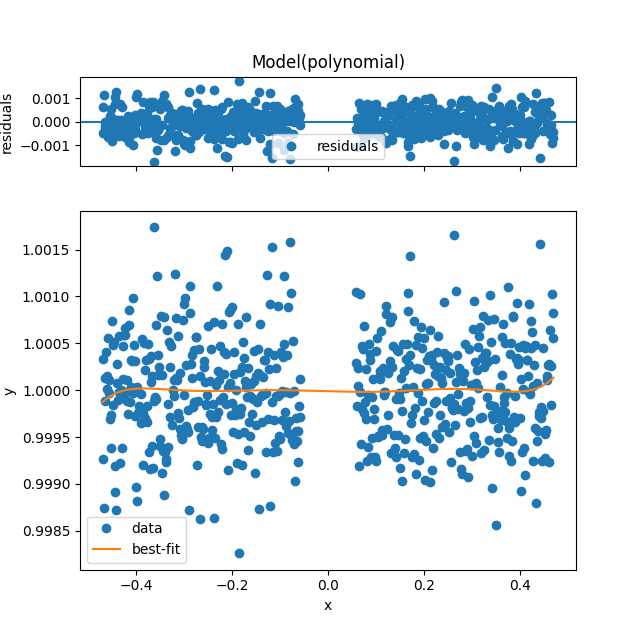 Model(polynomial)
residuals
0.001
0.000
−0.001
residuals
y
1.0015
1.0010
1.0005
1.0000
0.9995
0.9990
0.9985
data
best-fit
−0.4
−0.2
0.0
0.2
0.4
x